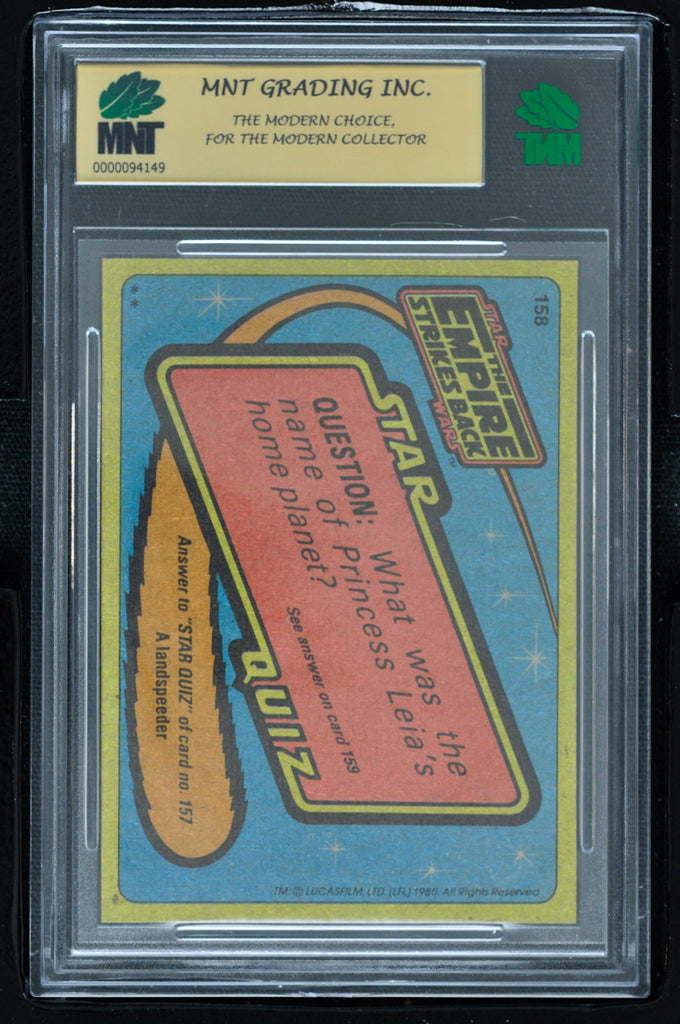 MNT GRADING INC.
THE MODERN CHOICE,
FOR THE MODERN COLLECTOR
MNT
0000094149
MNT
158
STAR
THE
EMPIRE
STRIKES BACK
WARS™
STAR
QUESTION: What was the
name of Princess Leia's
home planet?
See answer on card 159
QUIZ
Answer to "STAR QUIZ" of card no. 157
A landspeeder
* *
TM: © LUCASFILM, LTD. (LFL) 1980. All Rights Reserved